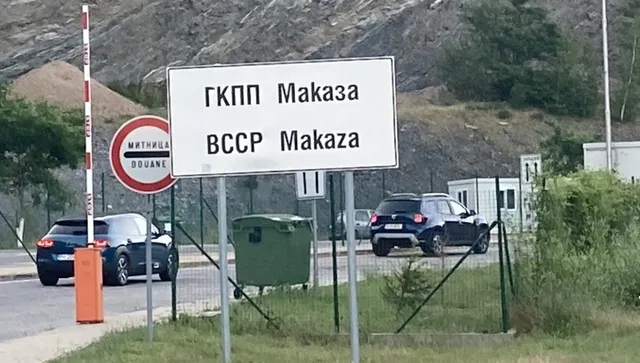 ГКПП Маказа
BCCP Makaza
МИТНИЦА
DOUANE